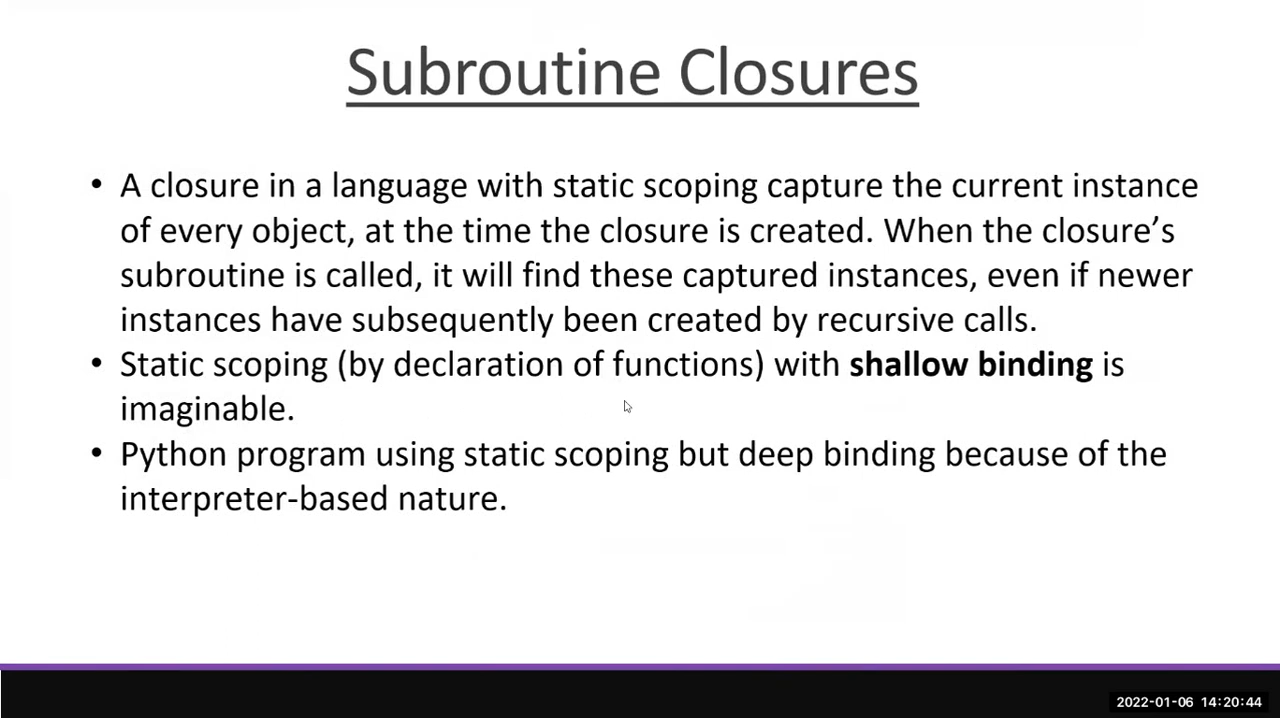 Subroutine Closures
• A closure in a language with static scoping capture the current instance
of every object, at the time the closure is created. When the closure’s
subroutine is called, it will find these captured instances, even if newer
instances have subsequently been created by recursive calls.
• Static scoping (by declaration of functions) with shallow binding is
imaginable.
• Python program using static scoping but deep binding because of the
interpreter-based nature.
2022-01-06 14:20:44